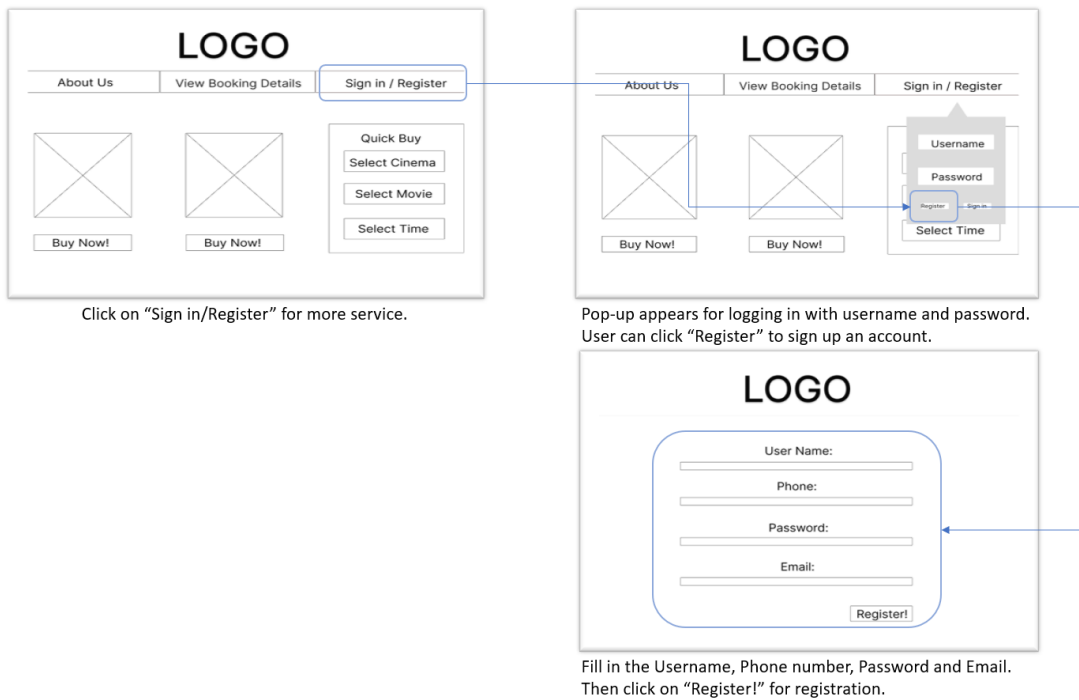 LOGO
About Us
View Booking Details
Sign in / Register
Quick Buy
Select Cinema
Select Movie
Select Time
Buy Now!
Buy Now!
Click on “Sign in/Register” for more service.
LOGO
About Us
View Booking Details
Sign in / Register
Username
Password
Register
Sign in
Select Time
Buy Now!
Buy Now!
Pop-up appears for logging in with username and password.
User can click “Register” to sign up an account.
LOGO
User Name:
Phone:
Password:
Email:
Register!
Fill in the Username, Phone number, Password and Email.
Then click on “Register!” for registration.